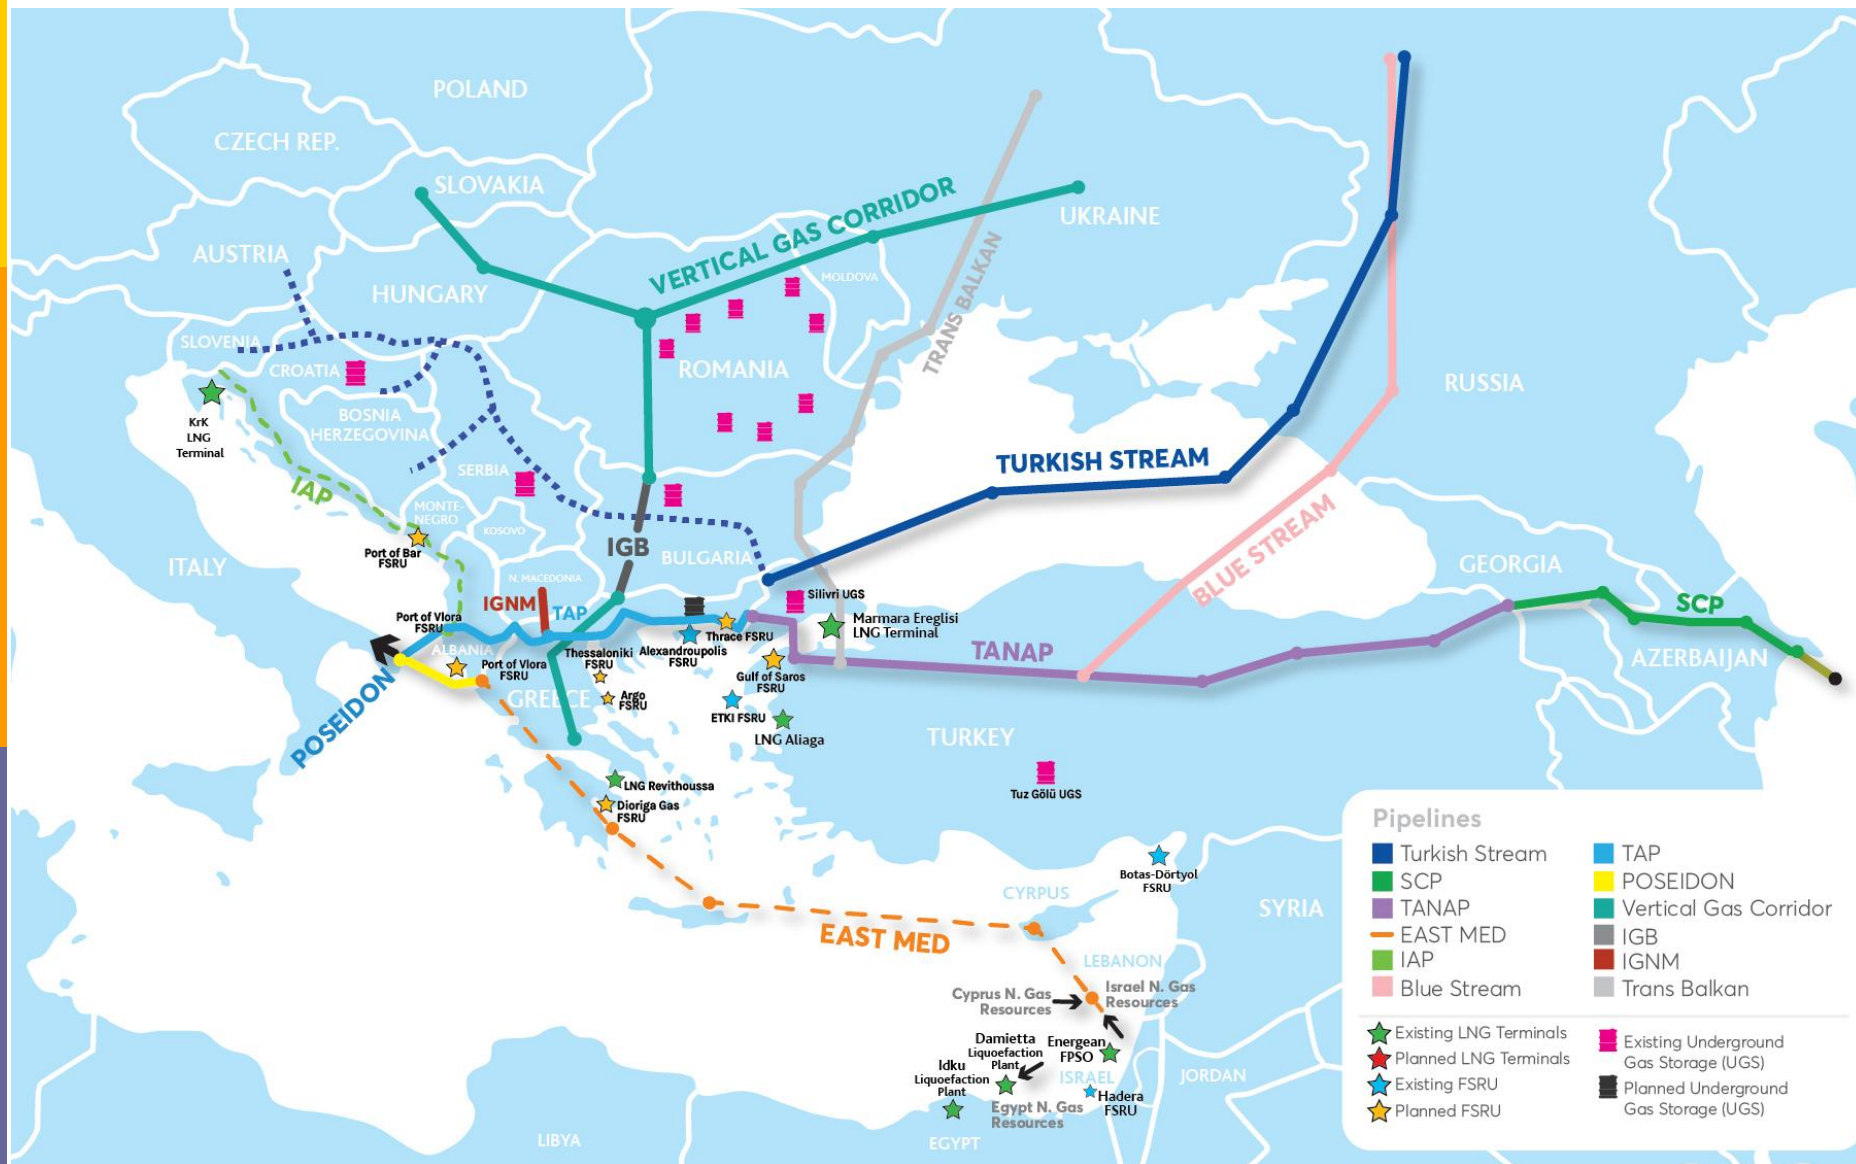 POLAND
CZECH REP.
SLOVAKIA
VERTICAL GAS CORRIDOR
UKRAINE
AUSTRIA
HUNGARY
MOLDOVA
TRANS BALKAN
SLOVENIA
CROATIA
ROMANIA
RUSSIA
KrK
LNG
Terminal
BOSNIA
HERZEGOVINA
SERBIA
TURKISH STREAM
IAP
MONTE-
NEGRO
KOSOVO
Port of Bar
FSRU
IGB
BULGARIA
BLUE STREAM
ITALY
GEORGIA
N. MACEDONIA
IGNM
TAP
Silivri UGS
SCP
Port of Vlora
FSRU
Marmara Ereglisi
LNG Terminal
Thrace FSRU
ALBANIA
Port of Vlora
FSRU
Thessaloniki
FSRU
Alexandroupolis
FSRU
TANAP
AZERBAIJAN
Gulf of Saros
FSRU
POSEIDON
GREECE
Argo
FSRU
ETKI FSRU
LNG Aliaga
TURKEY
LNG Revithoussa
Dioriga Gas
FSRU
Tuz Gölü UGS
Botas-Dörtyol
FSRU
CYRPUS
SYRIA
EAST MED
LEBANON
Cyprus N. Gas
Resources
Israel N. Gas
Resources
Damietta
Liquoefaction
Plant
Energean
FPSO
Idku
Liquoefaction
Plant
ISRAEL
JORDAN
Hadera
FSRU
Egypt N. Gas
Resources
LIBYA
EGYPT
Pipelines
Turkish Stream
SCP
TANAP
EAST MED
IAP
Blue Stream
TAP
POSEIDON
Vertical Gas Corridor
IGB
IGNM
Trans Balkan
Existing LNG Terminals
Planned LNG Terminals
Existing FSRU
Planned FSRU
Existing Underground
Gas Storage (UGS)
Planned Underground
Gas Storage (UGS)